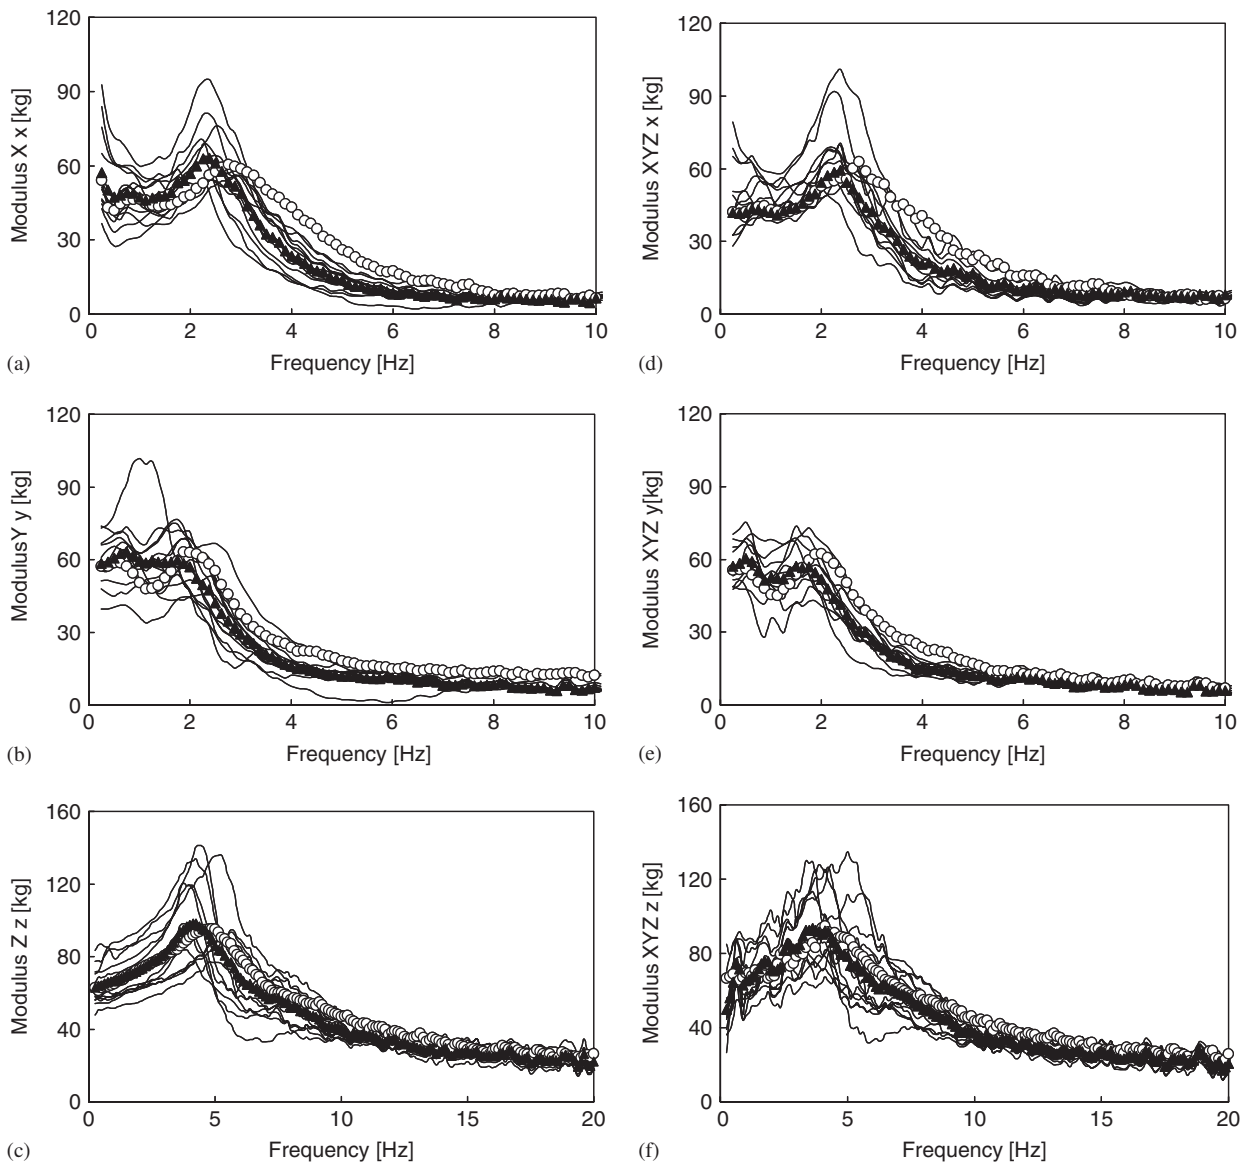 120
90
60
30
0
Modulus X x [kg]
0 2 4 6 8 10
(a) Frequency [Hz]
120
90
60
30
0
Modulus XYZ x [kg]
0 2 4 6 8 10
(d) Frequency [Hz]
120
90
60
30
0
ModulusY y [kg]
0 2 4 6 8 10
(b) Frequency [Hz]
120
90
60
30
0
Modulus XYZ y[kg]
0 2 4 6 8 10
(e) Frequency [Hz]
160
120
80
40
0
Modulus Z z [kg]
0 5 10 15 20
(c) Frequency [Hz]
160
120
80
40
0
Modulus XYZ z [kg]
0 5 10 15 20
(f) Frequency [Hz]